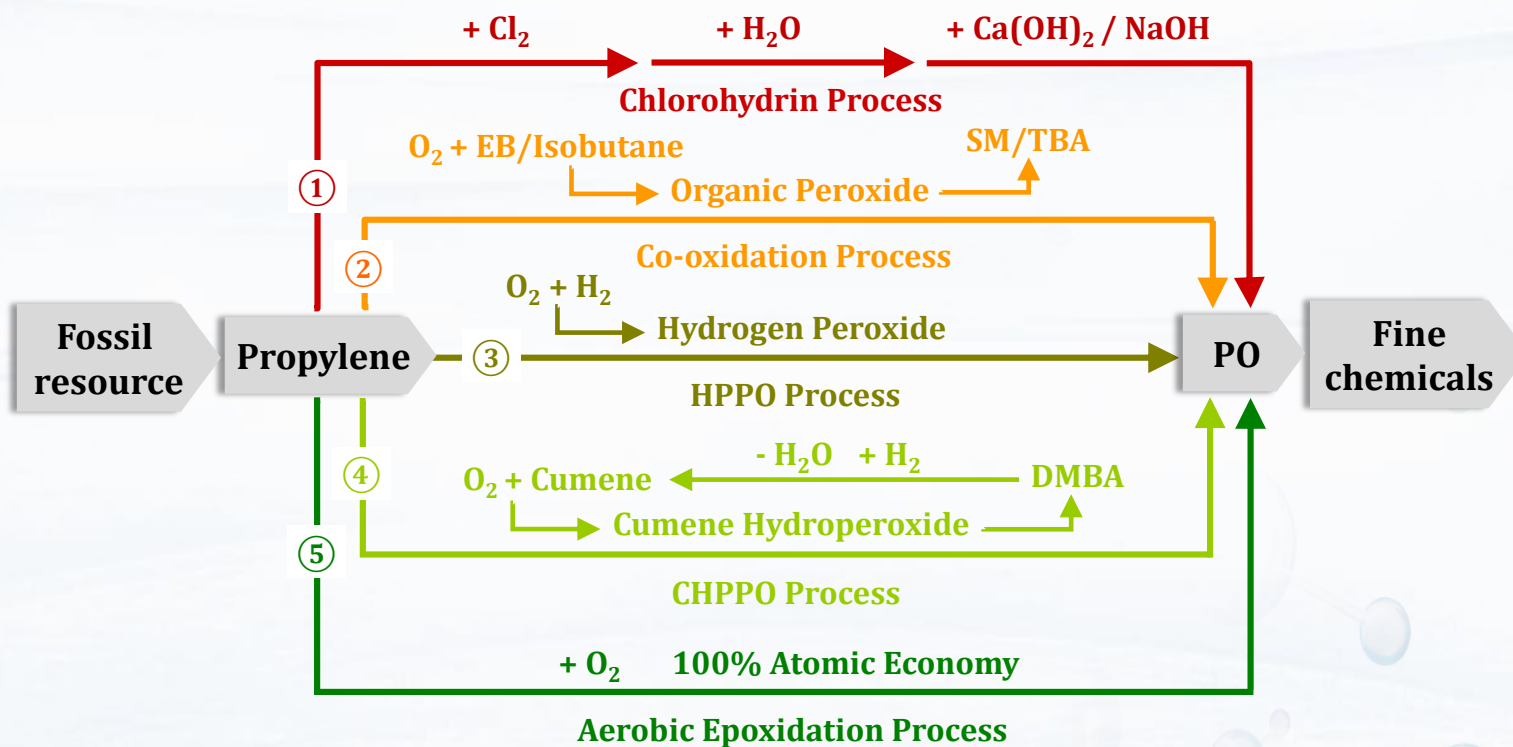 + Cl₂
+ H₂O
+ Ca(OH)₂ / NaOH
Chlorohydrin Process
O₂ + EB/Isobutane
SM/TBA
①
Organic Peroxide
②
Co-oxidation Process
O₂ + H₂
Hydrogen Peroxide
Fossil
resource
Propylene
③
PO
Fine
chemicals
HPPO Process
④
- H₂O + H₂
O₂ + Cumene
DMBA
Cumene Hydroperoxide
⑤
CHPPO Process
+ O₂ 100% Atomic Economy
Aerobic Epoxidation Process